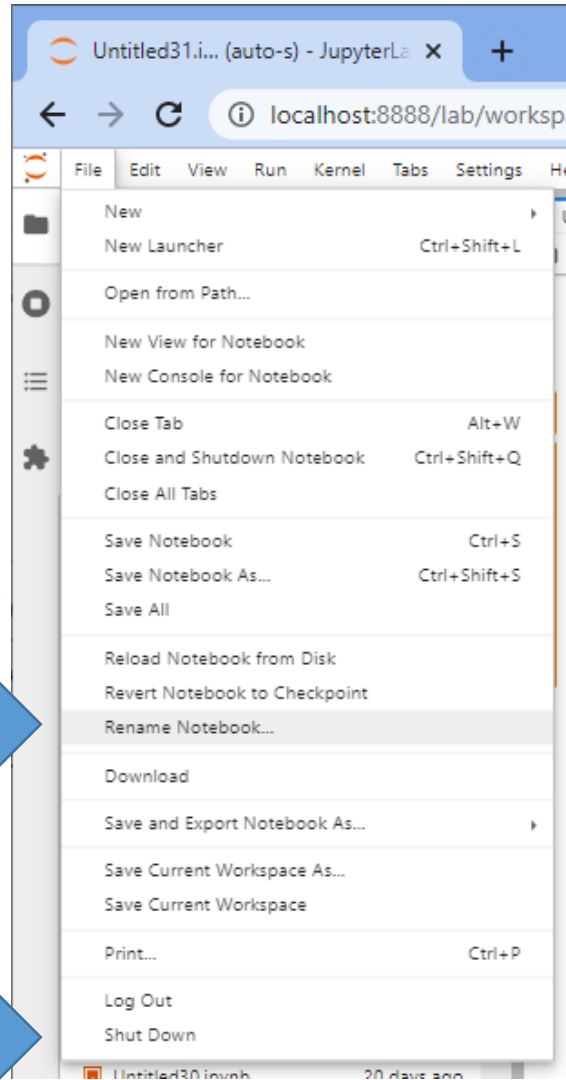 Untitled31.i... (auto-s) - JupyterLa
localhost:8888/lab/worksp
File Edit View Run Kernel Tabs Settings
New
New Launcher Ctrl+Shift+L
Open from Path...
New View for Notebook
New Console for Notebook
Close Tab Alt+W
Close and Shutdown Notebook Ctrl+Shift+Q
Close All Tabs
Save Notebook Ctrl+S
Save Notebook As... Ctrl+Shift+S
Save All
Reload Notebook from Disk
Revert Notebook to Checkpoint
Rename Notebook...
Download
Save and Export Notebook As...
Save Current Workspace As...
Save Current Workspace
Print... Ctrl+P
Log Out
Shut Down
Untitled30.ipynb 20 days ago